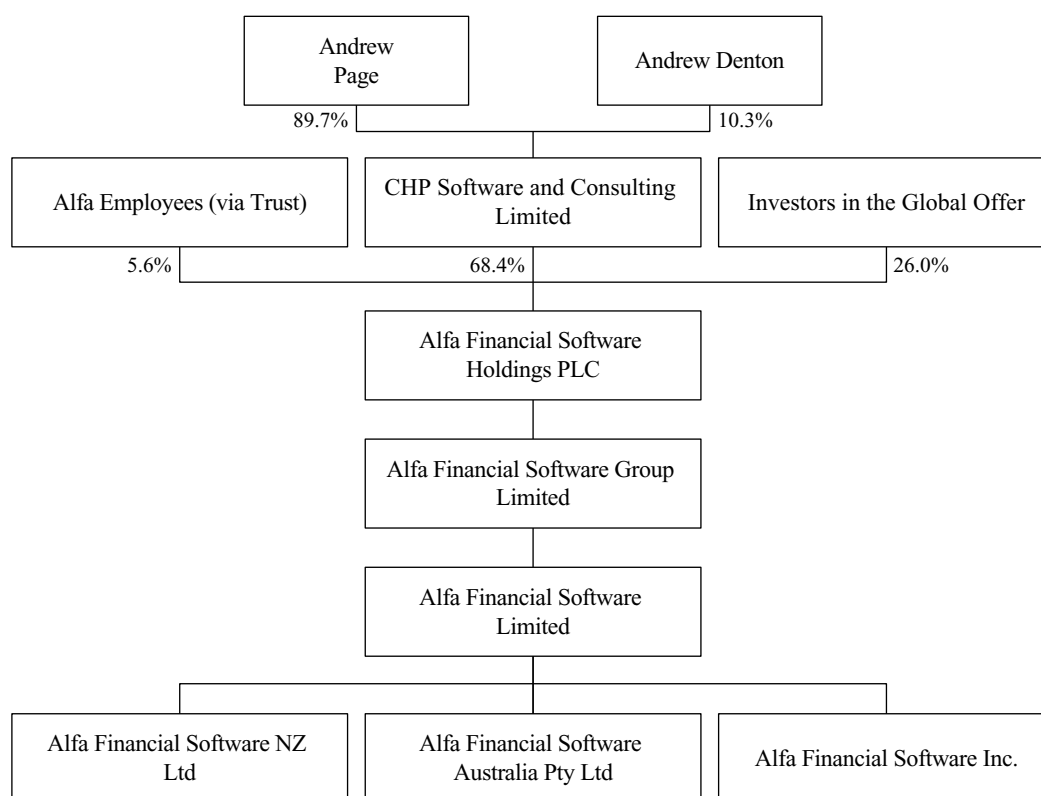 Andrew
Page
Andrew Denton
89.7%
10.3%
Alfa Employees (via Trust)
CHP Software and Consulting
Limited
Investors in the Global Offer
5.6%
68.4%
26.0%
Alfa Financial Software
Holdings PLC
Alfa Financial Software Group
Limited
Alfa Financial Software
Limited
Alfa Financial Software NZ
Ltd
Alfa Financial Software
Australia Pty Ltd
Alfa Financial Software Inc.